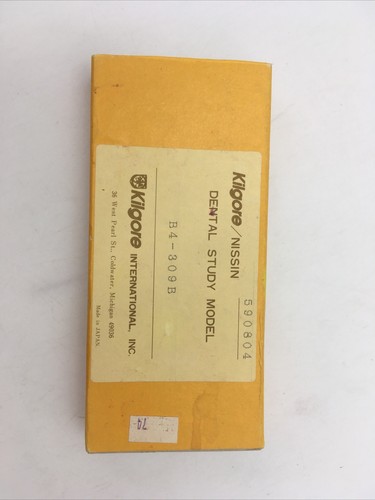 Kilgore/NISSIN 590804
DENTAL STUDY MODEL
B4-309B
Kilgore INTERNATIONAL, INC.
36 West Pearl St., Coldwater, Michigan 49036
Made in JAPAN
79